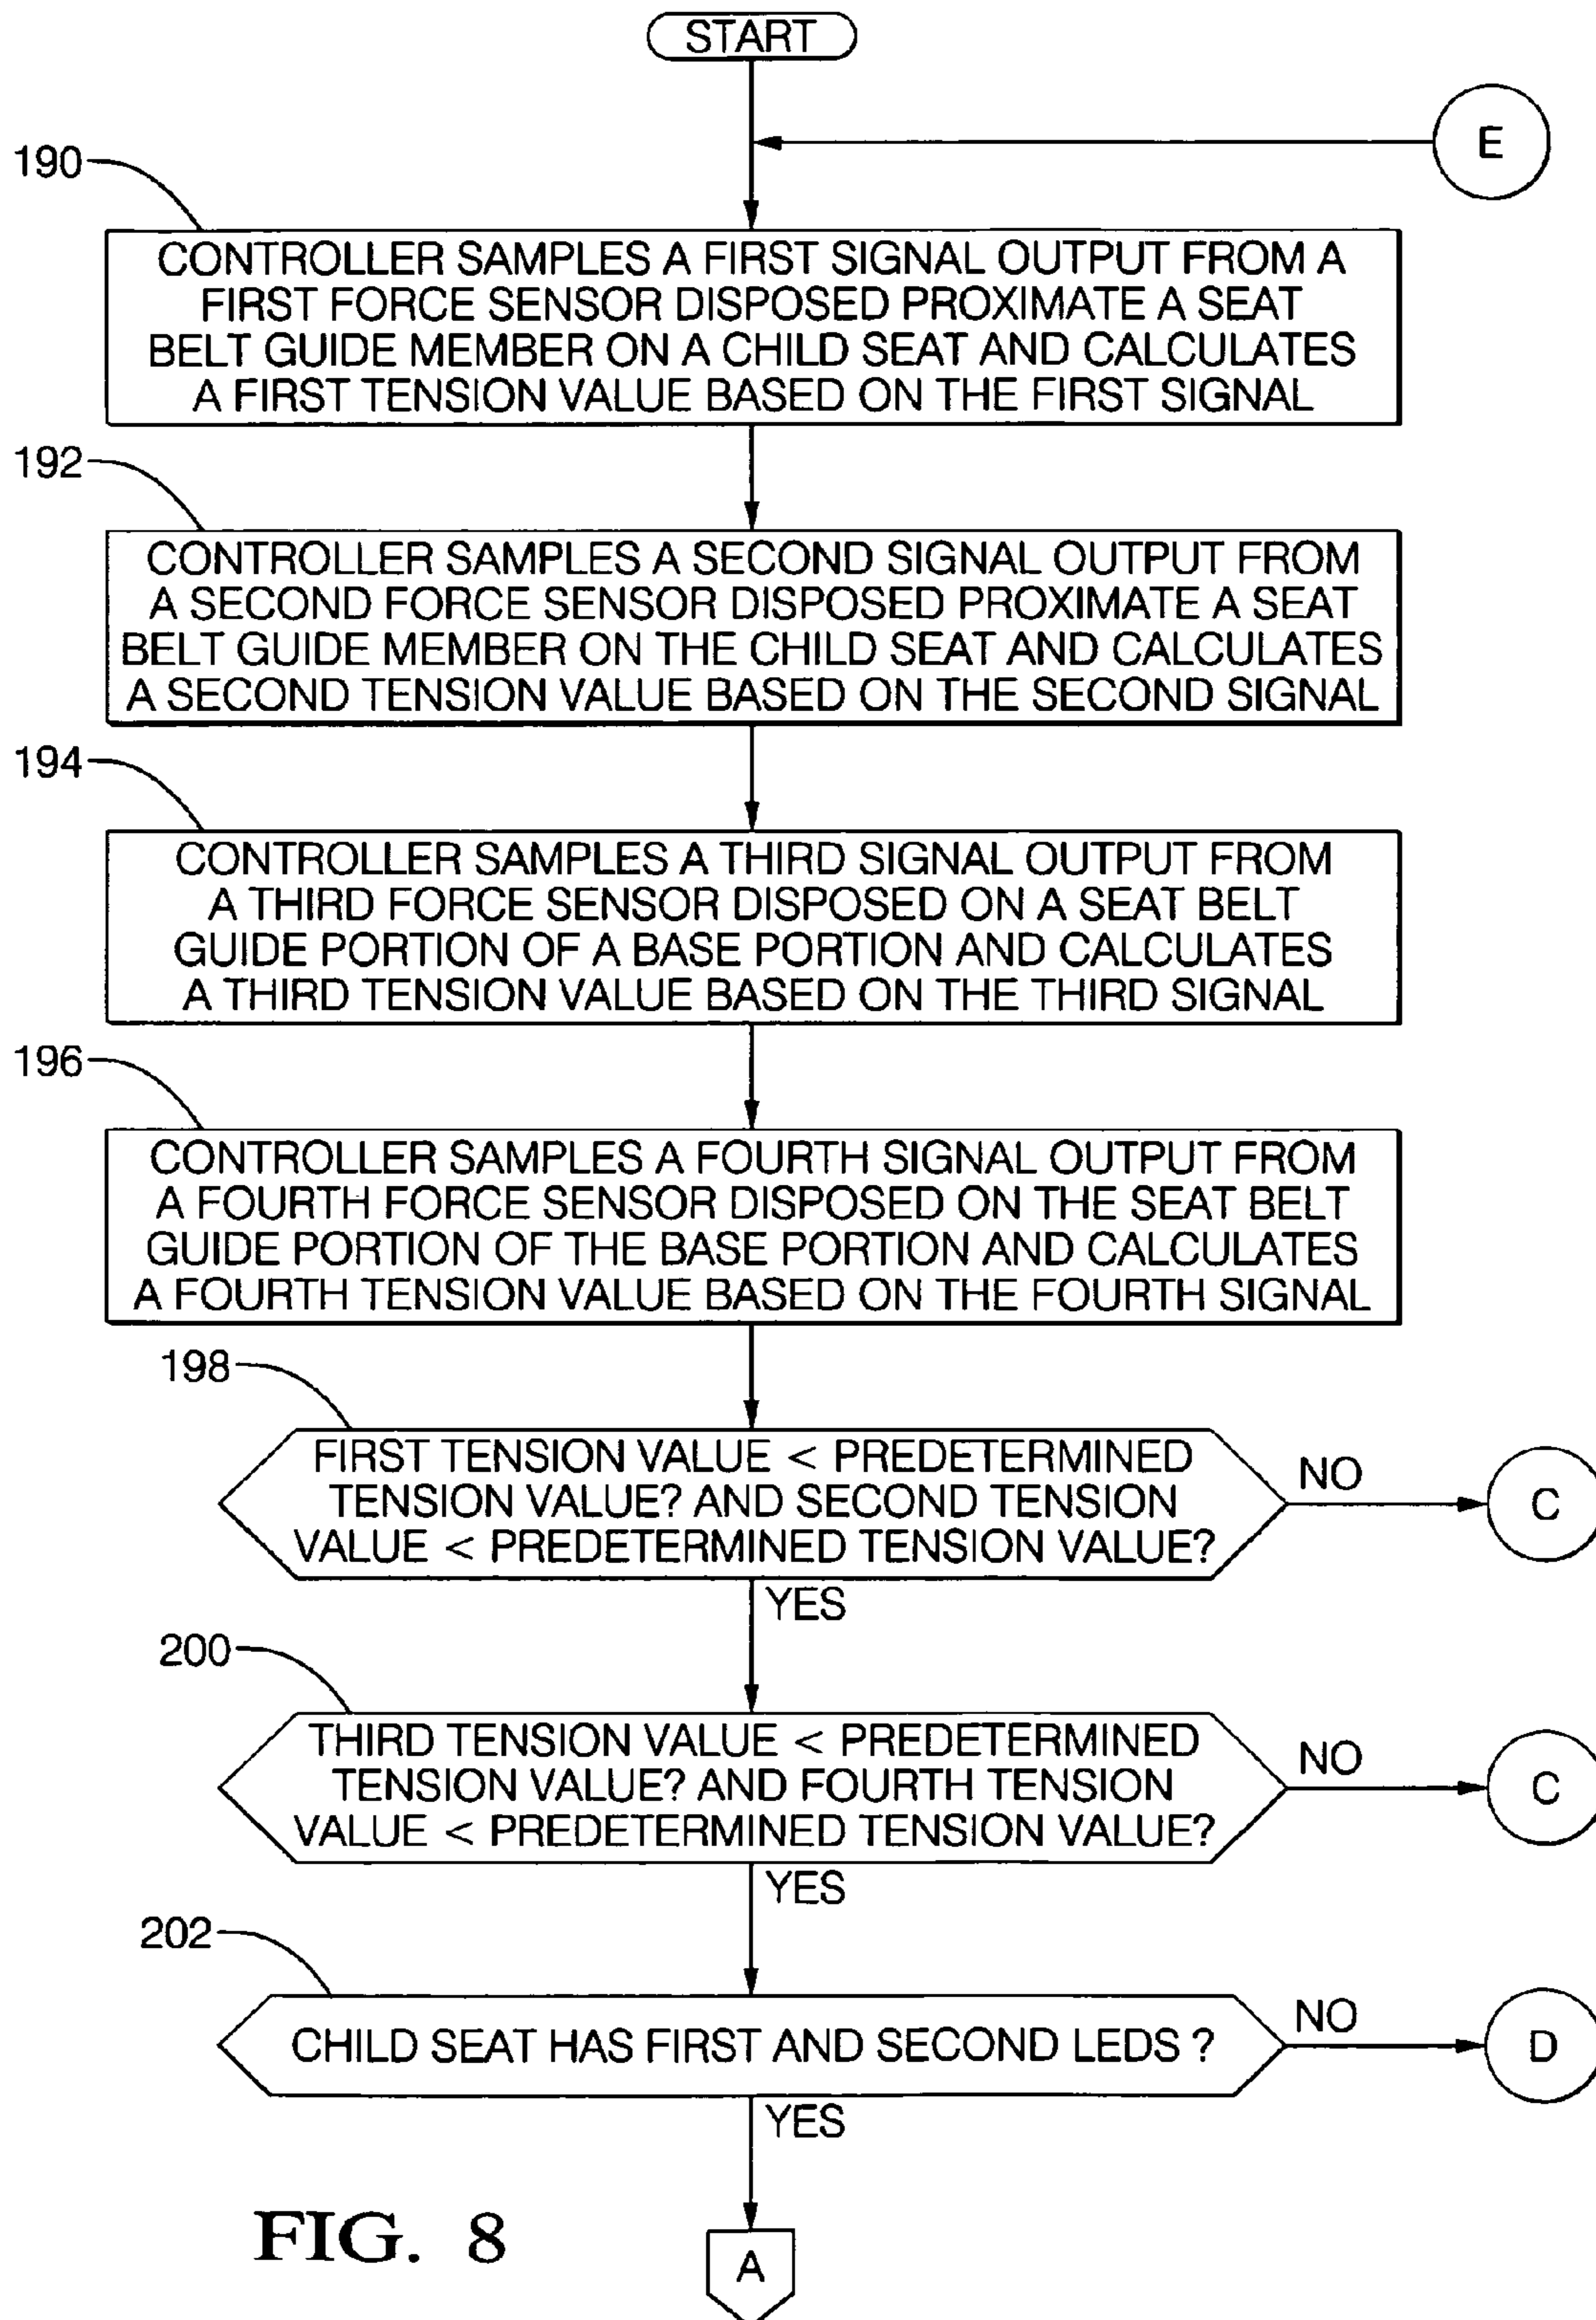 START
E
190
CONTROLLER SAMPLES A FIRST SIGNAL OUTPUT FROM A
FIRST FORCE SENSOR DISPOSED PROXIMATE A SEAT
BELT GUIDE MEMBER ON A CHILD SEAT AND CALCULATES
A FIRST TENSION VALUE BASED ON THE FIRST SIGNAL
192
CONTROLLER SAMPLES A SECOND SIGNAL OUTPUT FROM
A SECOND FORCE SENSOR DISPOSED PROXIMATE A SEAT
BELT GUIDE MEMBER ON THE CHILD SEAT AND CALCULATES
A SECOND TENSION VALUE BASED ON THE SECOND SIGNAL
194
CONTROLLER SAMPLES A THIRD SIGNAL OUTPUT FROM
A THIRD FORCE SENSOR DISPOSED ON A SEAT BELT
GUIDE PORTION OF A BASE PORTION AND CALCULATES
A THIRD TENSION VALUE BASED ON THE THIRD SIGNAL
196
CONTROLLER SAMPLES A FOURTH SIGNAL OUTPUT FROM
A FOURTH FORCE SENSOR DISPOSED ON THE SEAT BELT
GUIDE PORTION OF THE BASE PORTION AND CALCULATES
A FOURTH TENSION VALUE BASED ON THE FOURTH SIGNAL
198
FIRST TENSION VALUE < PREDETERMINED
TENSION VALUE? AND SECOND TENSION
VALUE < PREDETERMINED TENSION VALUE?
NO
C
YES
200
THIRD TENSION VALUE < PREDETERMINED
TENSION VALUE? AND FOURTH TENSION
VALUE < PREDETERMINED TENSION VALUE?
NO
C
YES
202
CHILD SEAT HAS FIRST AND SECOND LEDS ?
NO
D
YES
A
FIG. 8